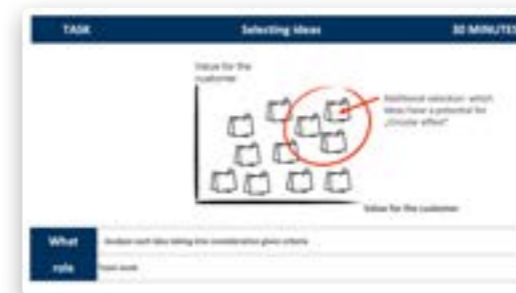 TASK Selecting ideas 30 MINUTES
Value for the
customer
Additional selection: which
ideas have a potential for
„circular effect"
Value for the customer
What Analyze each idea taking into consideration given criteria
role Team work